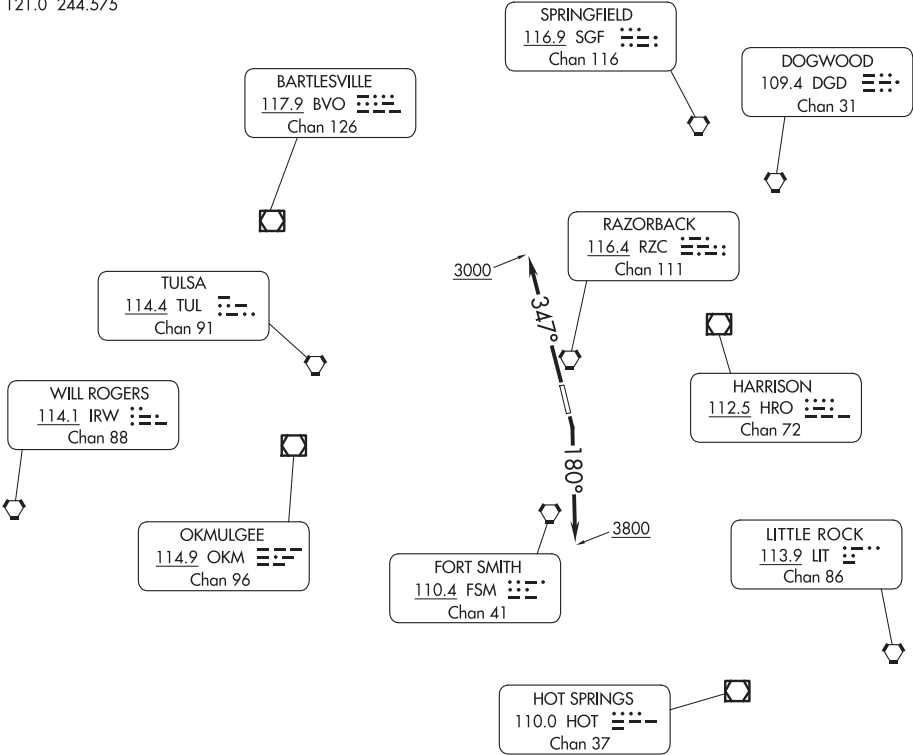 121.0 244.575
SPRINGFIELD
116.9 SGF
Chan 116
DOGWOOD
109.4 DGD
Chan 31
BARTLESVILLE
117.9 BVO
Chan 126
RAZORBACK
116.4 RZC
Chan 111
3000
347°
TULSA
114.4 TUL
Chan 91
WILL ROGERS
114.1 IRW
Chan 88
HARRISON
112.5 HRO
Chan 72
180°
OKMULGEE
114.9 OKM
Chan 96
3800
FORT SMITH
110.4 FSM
Chan 41
LITTLE ROCK
113.9 LIT
Chan 86
HOT SPRINGS
110.0 HOT
Chan 37